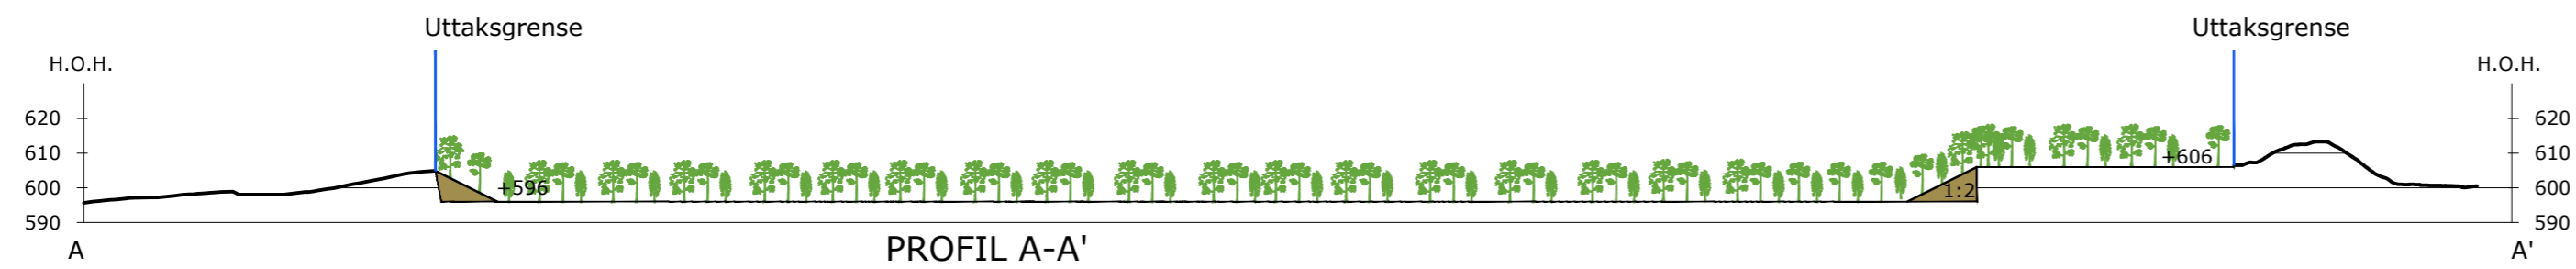 Uttaksgrense
Uttaksgrense
H.O.H.
H.O.H.
620
620
610
610
+606
600
600
+596
1:2
590
590
A
PROFIL A-A'
A'